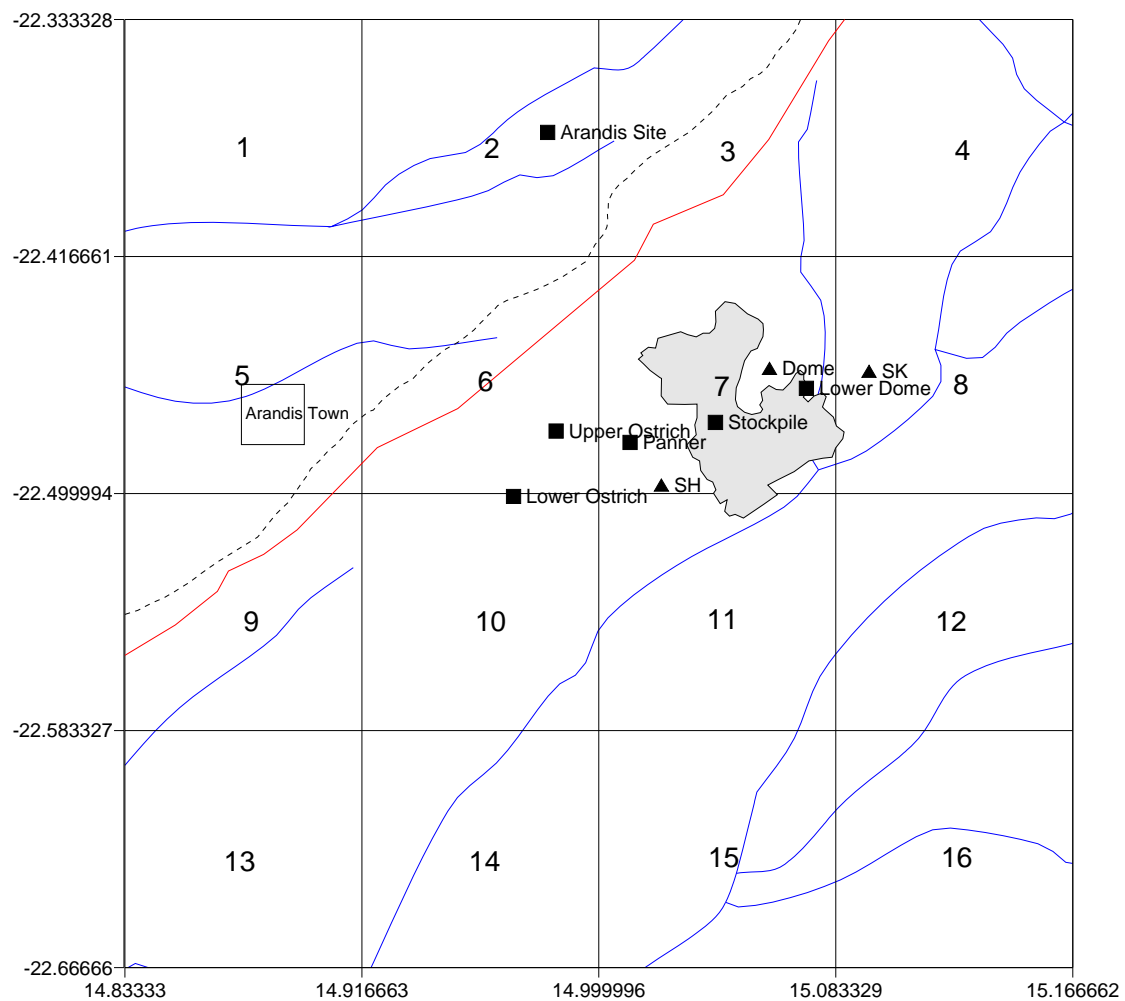 -22.333328
Arandis Site
1
2
3
4
-22.416661
Dome
SK
5
6
7
8
Lower Dome
Arandis Town
Stockpile
Upper Ostrich
Panner
SH
-22.499994
Lower Ostrich
9
10
11
12
-22.583327
13
14
15
16
-22.66666
14.83333
14.916663
14.999996
15.083329
15.166662